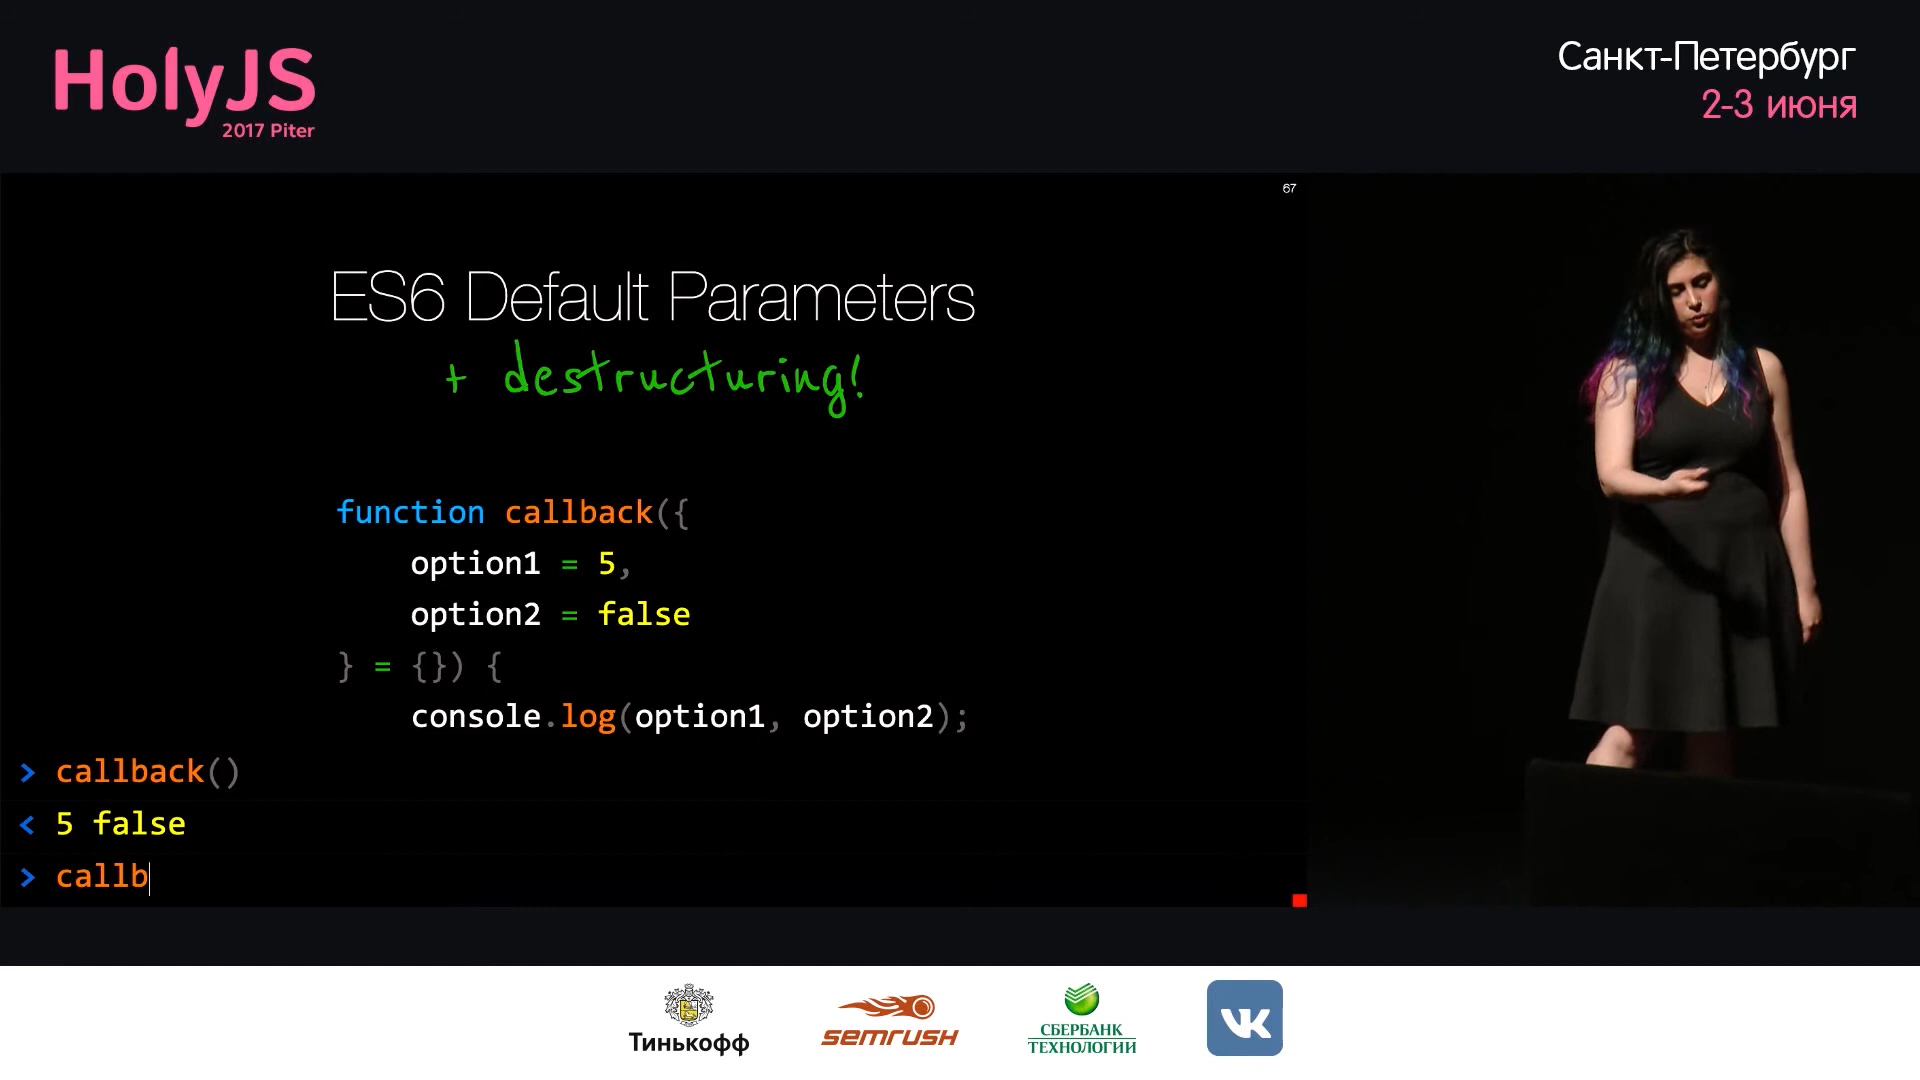 HolyJS
2017 Piter
Санкт-Петербург
2-3 июня
67
ES6 Default Parameters
+ destructuring!
function callback({
    option1 = 5,
    option2 = false
} = {}) {
    console.log(option1, option2);
> callback()
< 5 false
> callb
Тинькофф
semrush
СБЕРБАНК
ТЕХНОЛОГИИ
VK